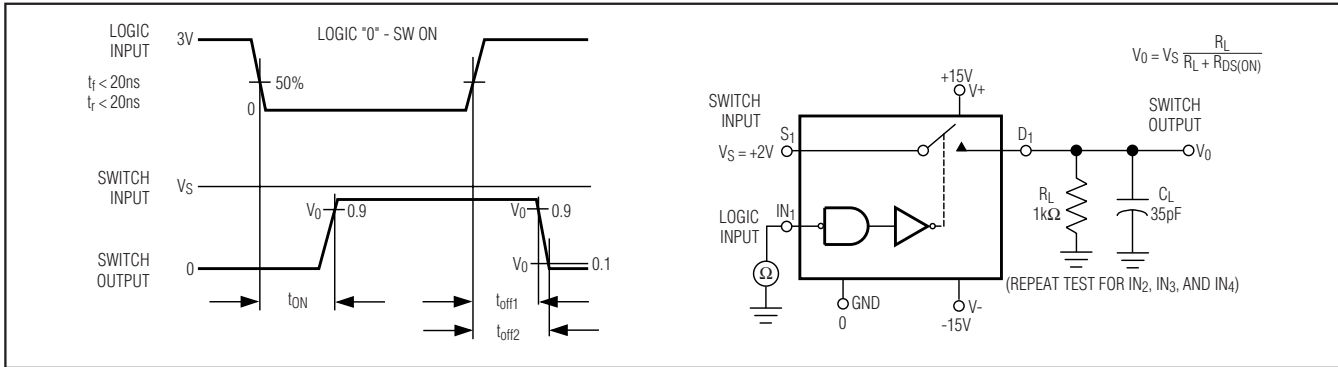 LOGIC INPUT
3V
LOGIC "0" - SW ON
tf < 20ns
tr < 20ns
50%
0
SWITCH INPUT
VS
V0
0.9
V0
0.9
SWITCH OUTPUT
0
V0
0.1
tON
toff1
toff2
V0 = VS RL / RL + RDS(ON)
+15V
V+
SWITCH INPUT
S1
VS = +2V
D1
SWITCH OUTPUT
V0
LOGIC INPUT
IN1
Ω
RL
1kΩ
CL
35pF
(REPEAT TEST FOR IN2, IN3, AND IN4)
GND
0
V-
-15V